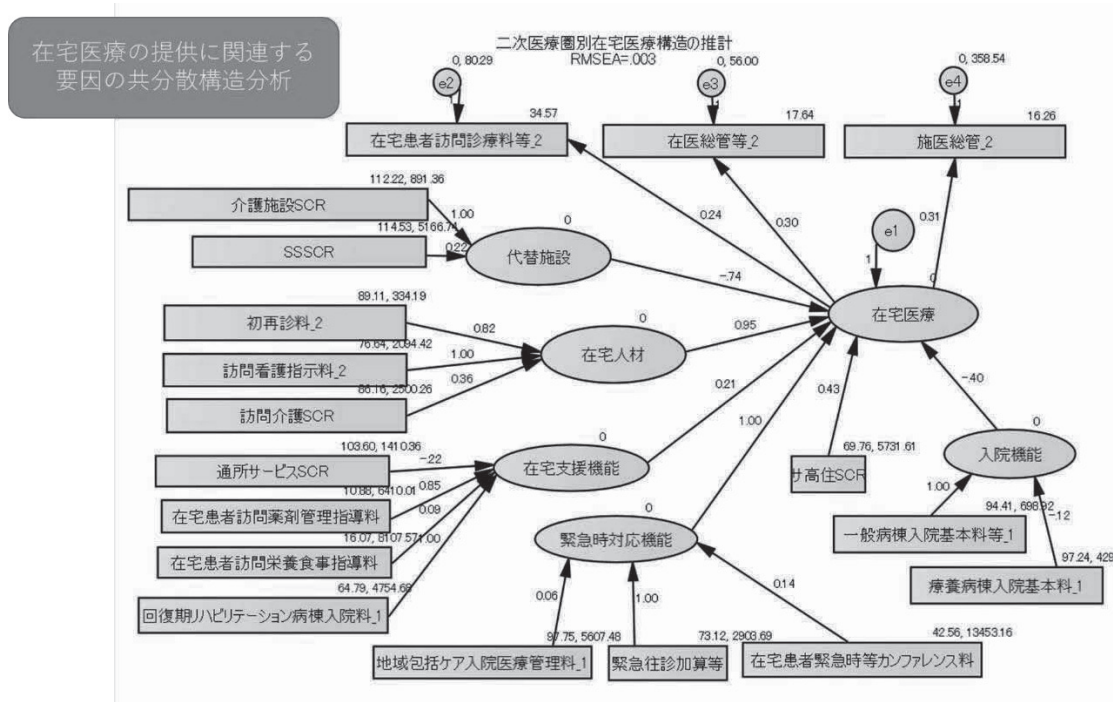 在宅医療の提供に関連する
要因の共分散構造分析
二次医療圏別在宅医療構造の推計
RMSEA=.003
0, 80.29
e2
1
34.57
在宅患者訪問診療料等_2
0, 56.00
e3
1
17.64
在医総管等_2
0, 358.54
e4
1
16.26
施医総管_2
112.22, 891.36
介護施設SCR
1.00
114.53, 5166.74
SSSCR
0.22
0
代替施設
-.74
0.24
0.30
0.31
e1
1
0
在宅医療
89.11, 334.19
初再診料_2
0.82
76.64, 2094.42
訪問看護指示料_2
1.00
86.16, 2500.26
訪問介護SCR
0.36
0
在宅人材
0.95
103.60, 1410.36
通所サービスSCR
-.22
10.88, 6410.01
在宅患者訪問薬剤管理指導料
0.85
16.07, 8107.57
在宅患者訪問栄養食事指導料
0.09
64.79, 4754.68
回復期リハビリテーション病棟入院料_1
1.00
0
在宅支援機能
0.21
0
緊急時対応機能
1.00
0.06
97.75, 5607.48
地域包括ケア入院医療管理料_1
1.00
73.12, 2903.69
緊急往診加算等
0.14
42.56, 13453.16
在宅患者緊急時等カンファレンス料
0.43
69.76, 5731.61
サ高住SCR
-.40
0
入院機能
1.00
94.41, 698.92
一般病棟入院基本料等_1
-.12
97.24, 429
療養病棟入院基本料_1